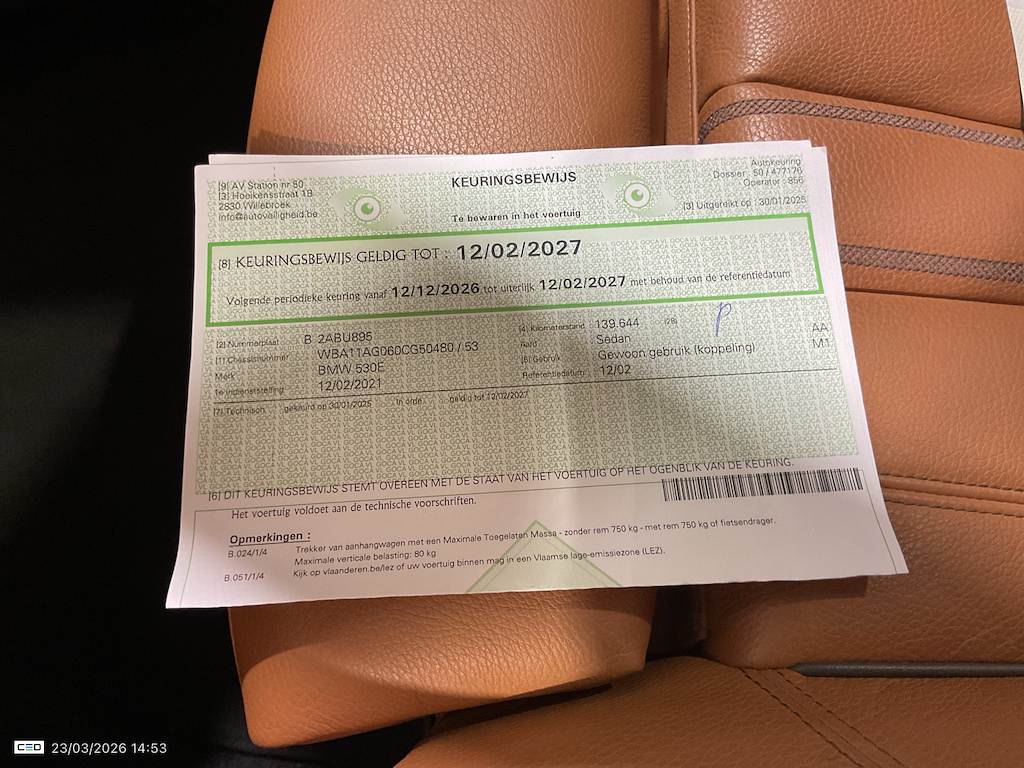 [9] AV Station nr 50
[3] Hoeikensstraat 1B
2830 Willebroek
info@autoveiligheid.be
KEURINGSBEWIJS
Te bewaren in het voertuig
Autokeuring
Dossier : 50 / 477176
Operator : 856
[3] Uitgereikt op : 30/01/2025
[8] KEURINGSBEWIJS GELDIG TOT : 12/02/2027
Volgende periodieke keuring vanaf 12/12/2026 tot uiterlijk 12/02/2027 met behoud van de referentiedatum
[2] Nummerplaat B 2ABU895 [4] Kilometerstand : 139.644 (28) P AA
[1] Chassisnummer WBA11AG060CG50480 / 53 Aard Sedan M1
Merk BMW 530E [5] Gebruik : Gewoon gebruik (koppeling)
1e indienststelling 12/02/2021 Referentiedatum : 12/02
[7] Technisch gekeurd op 30/01/2025 In orde geldig tot 12/02/2027
[6] DIT KEURINGSBEWIJS STEMT OVEREEN MET DE STAAT VAN HET VOERTUIG OP HET OGENBLIK VAN DE KEURING.
Het voertuig voldoet aan de technische voorschriften.
Opmerkingen :
B.024/1/4 Trekker van aanhangwagen met een Maximale Toegelaten Massa - zonder rem 750 kg - met rem 750 kg of fietsendrager.
Maximale verticale belasting: 80 kg
B.051/1/4 Kijk op vlaanderen.be/lez of uw voertuig binnen mag in een Vlaamse lage-emissiezone (LEZ).
CEO 23/03/2026 14:53